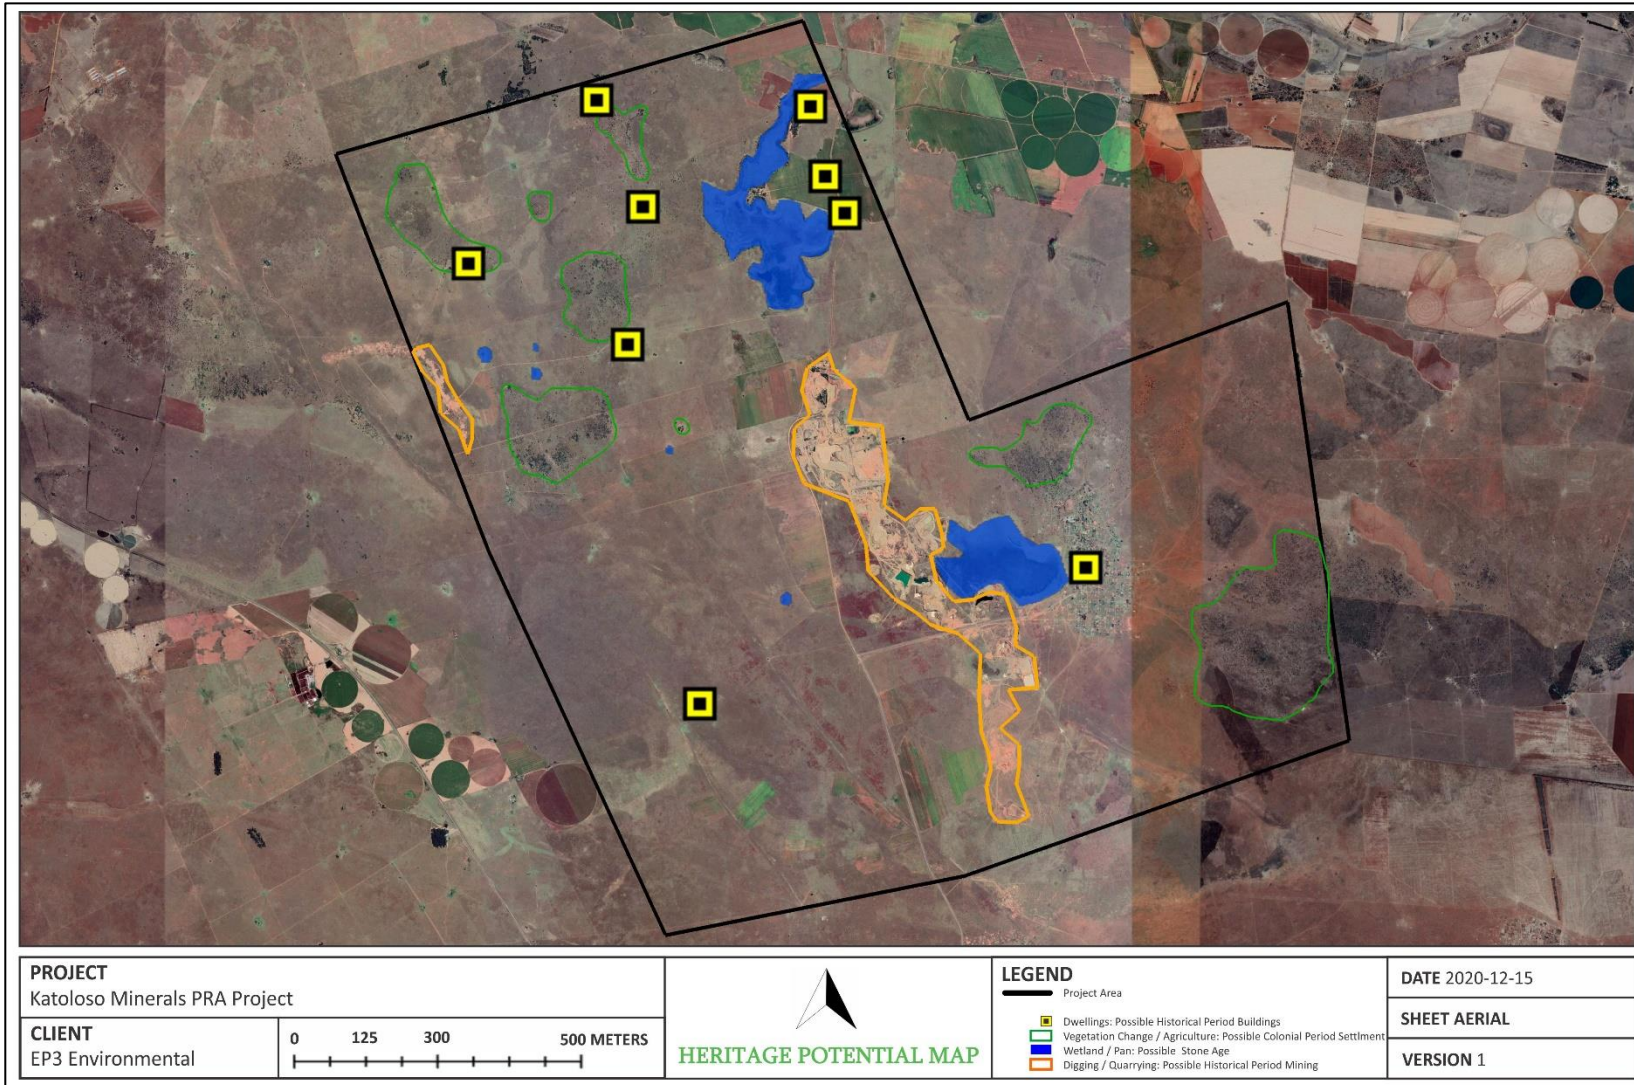 PROJECT
Katoloso Minerals PRA Project
CLIENT
EP3 Environmental
0 125 300 500 METERS
HERITAGE POTENTIAL MAP
LEGEND
Project Area
Dwellings: Possible Historical Period Buildings
Vegetation Change / Agriculture: Possible Colonial Period Settlment
Wetland / Pan: Possible Stone Age
Digging / Quarrying: Possible Historical Period Mining
DATE 2020-12-15
SHEET AERIAL
VERSION 1